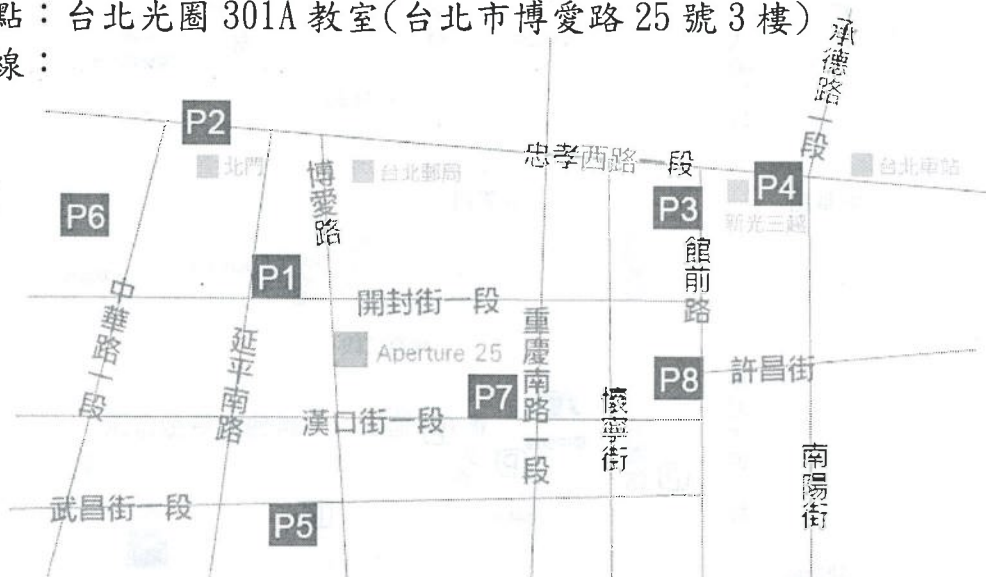 點：台北光圈 301A 教室(台北市博愛路 25 號 3 樓)
線：
承德路一段
P2
北門
博愛路
台北郵局
忠孝西路一段
P4
台北車站
P6
P3
新光三越
館前路
P1
中華路一段
開封街一段
延平南路
Aperture 25
重慶南路一段
P7
P8
許昌街
懷寧街
漢口街一段
南陽街
武昌街一段
P5